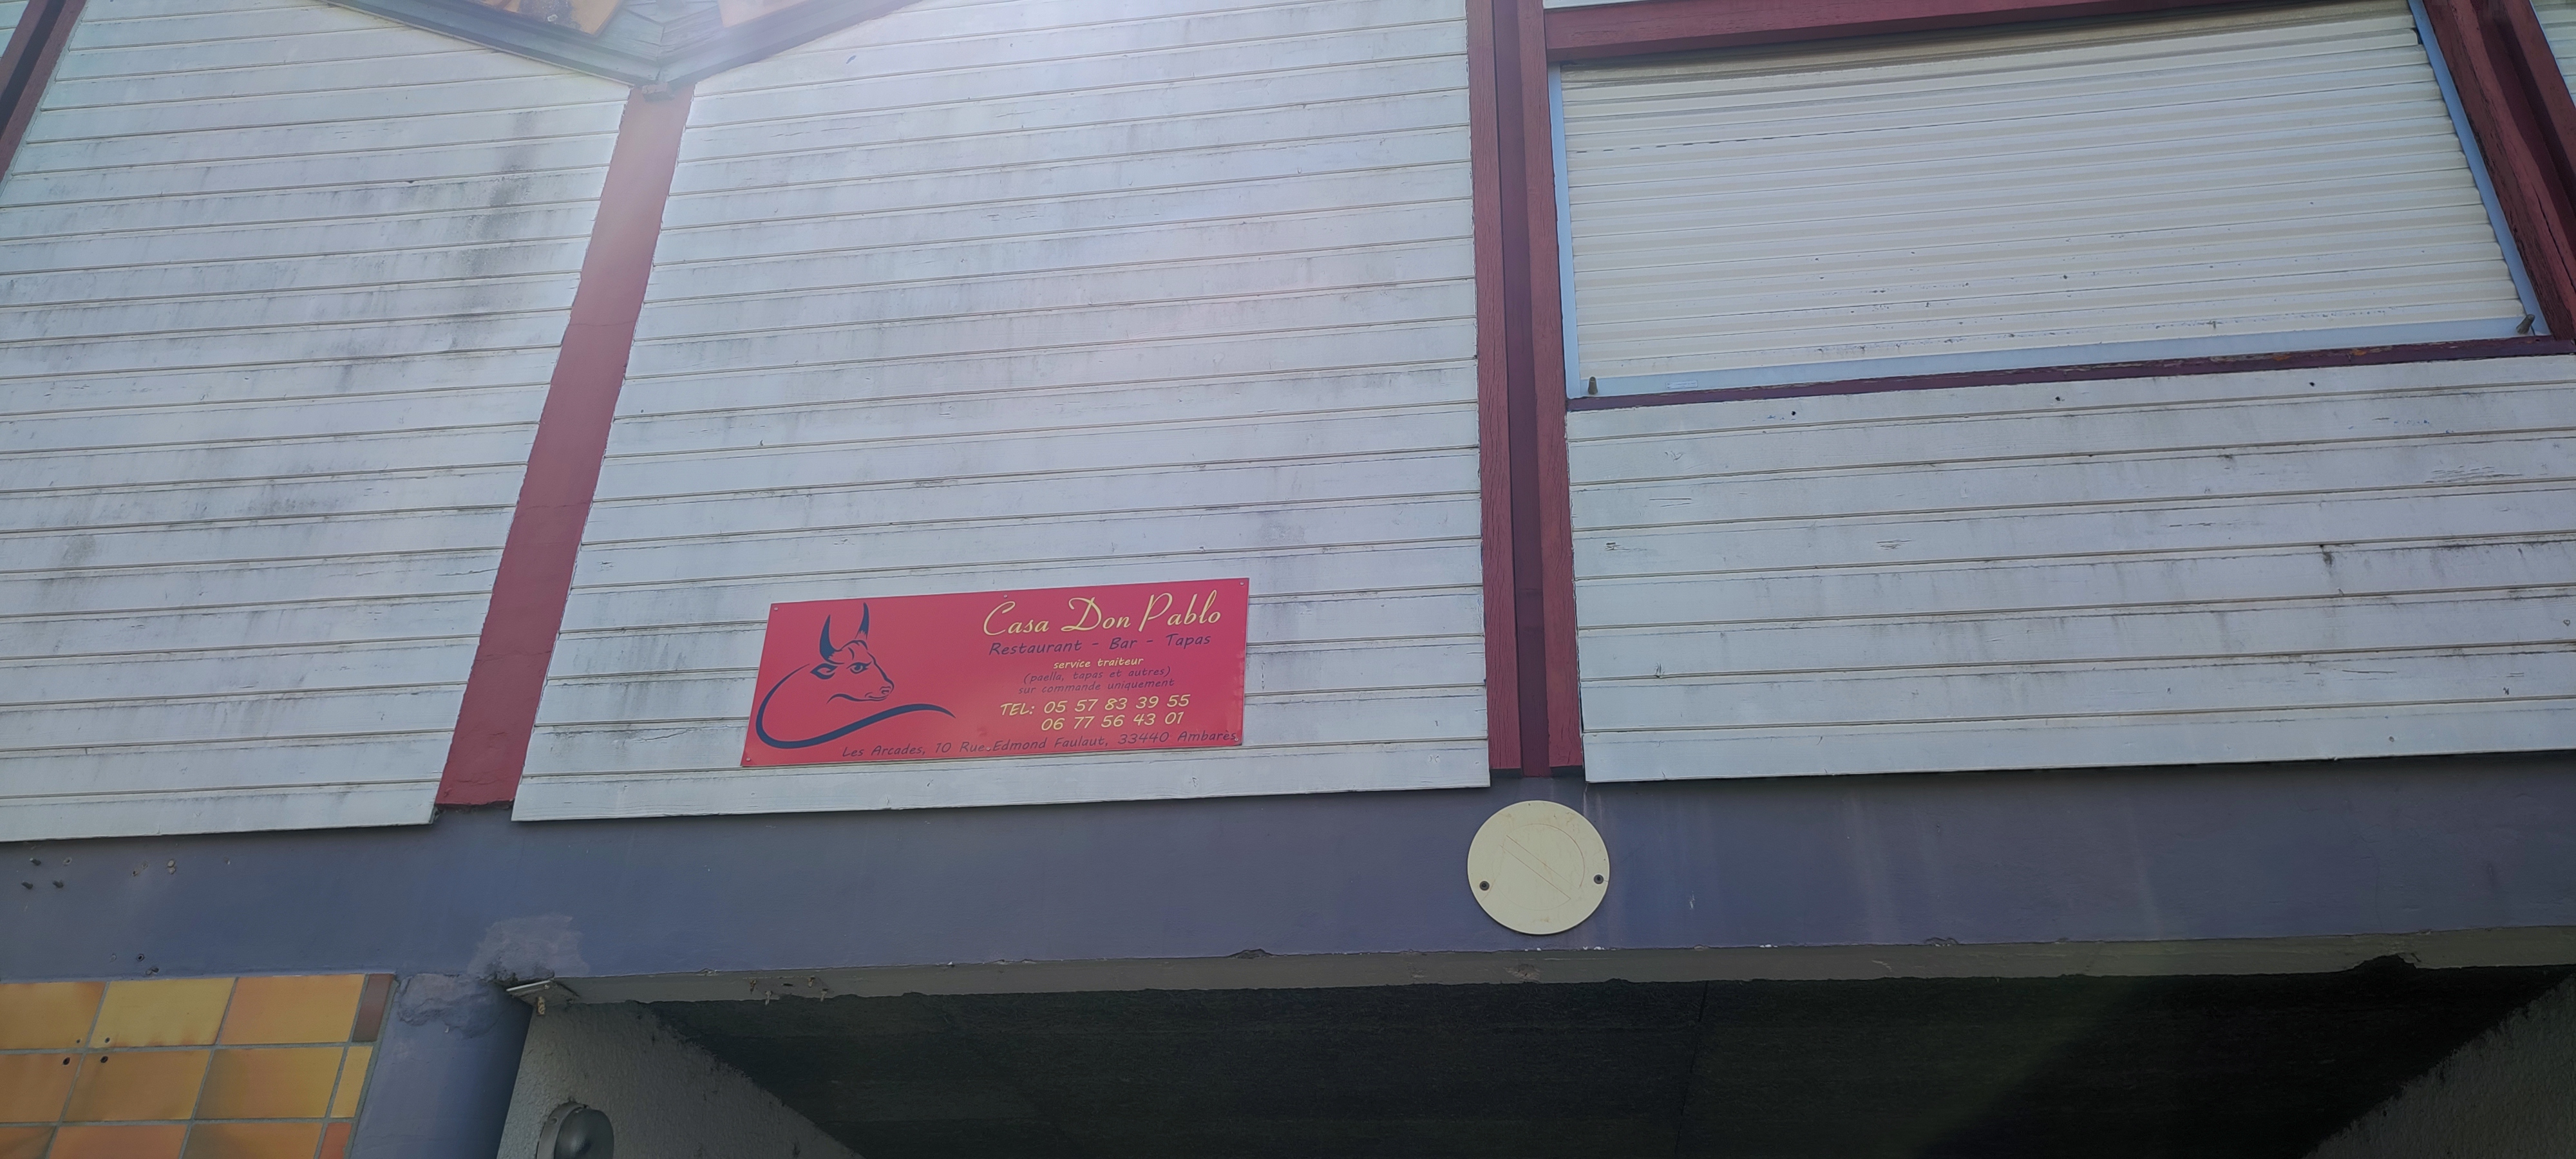 Casa Don Pablo
Restaurant - Bar - Tapas
service traiteur
(paella, tapas et autres)
sur commande uniquement
TEL: 05 57 83 39 55
06 77 56 43 01
Les Arcades, 10 Rue Edmond Faulaut, 33440 Ambarès